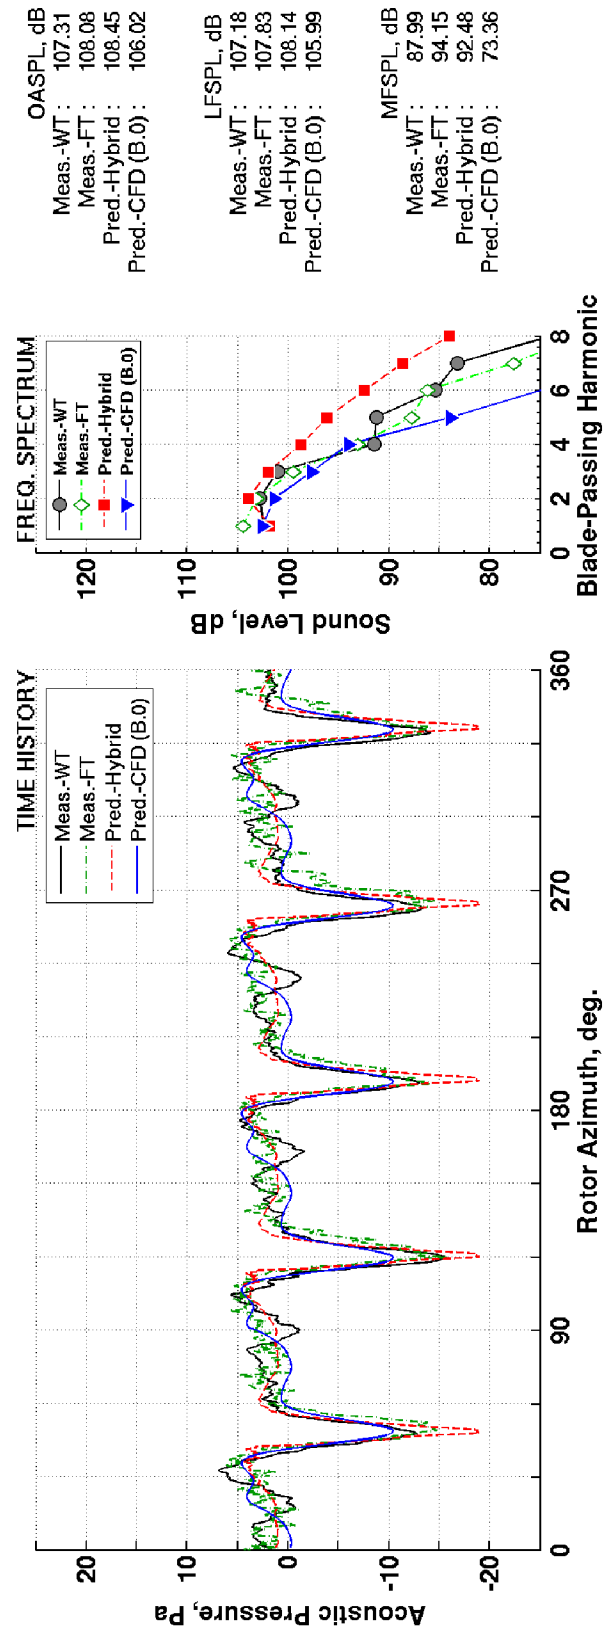 TIME HISTORY
Meas.-WT
Meas.-FT
Pred.-Hybrid
Pred.-CFD (B.0)
Acoustic Pressure, Pa
20
10
0
-10
-20
0
90
180
270
360
Rotor Azimuth, deg.
FREQ. SPECTRUM
Meas.-WT
Meas.-FT
Pred.-Hybrid
Pred.-CFD (B.0)
Sound Level, dB
120
100
80
0
2
4
6
8
Blade-Passing Harmonic
OASPL, dB
Meas.-WT : 107.31
Meas.-FT : 108.08
Pred.-Hybrid : 108.45
Pred.-CFD (B.0) : 106.02
LFSPL, dB
Meas.-WT : 107.18
Meas.-FT : 107.83
Pred.-Hybrid : 108.14
Pred.-CFD (B.0) : 105.99
MFSPL, dB
Meas.-WT : 87.99
Meas.-FT : 94.15
Pred.-Hybrid : 92.48
Pred.-CFD (B.0) : 73.36